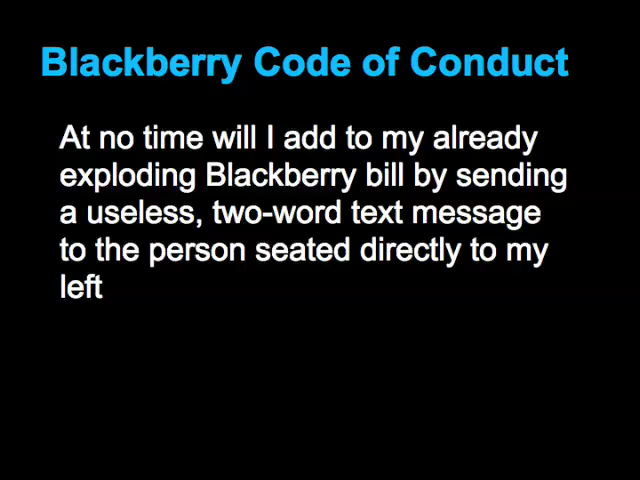 Blackberry Code of Conduct
At no time will I add to my already
exploding Blackberry bill by sending
a useless, two-word text message
to the person seated directly to my
left